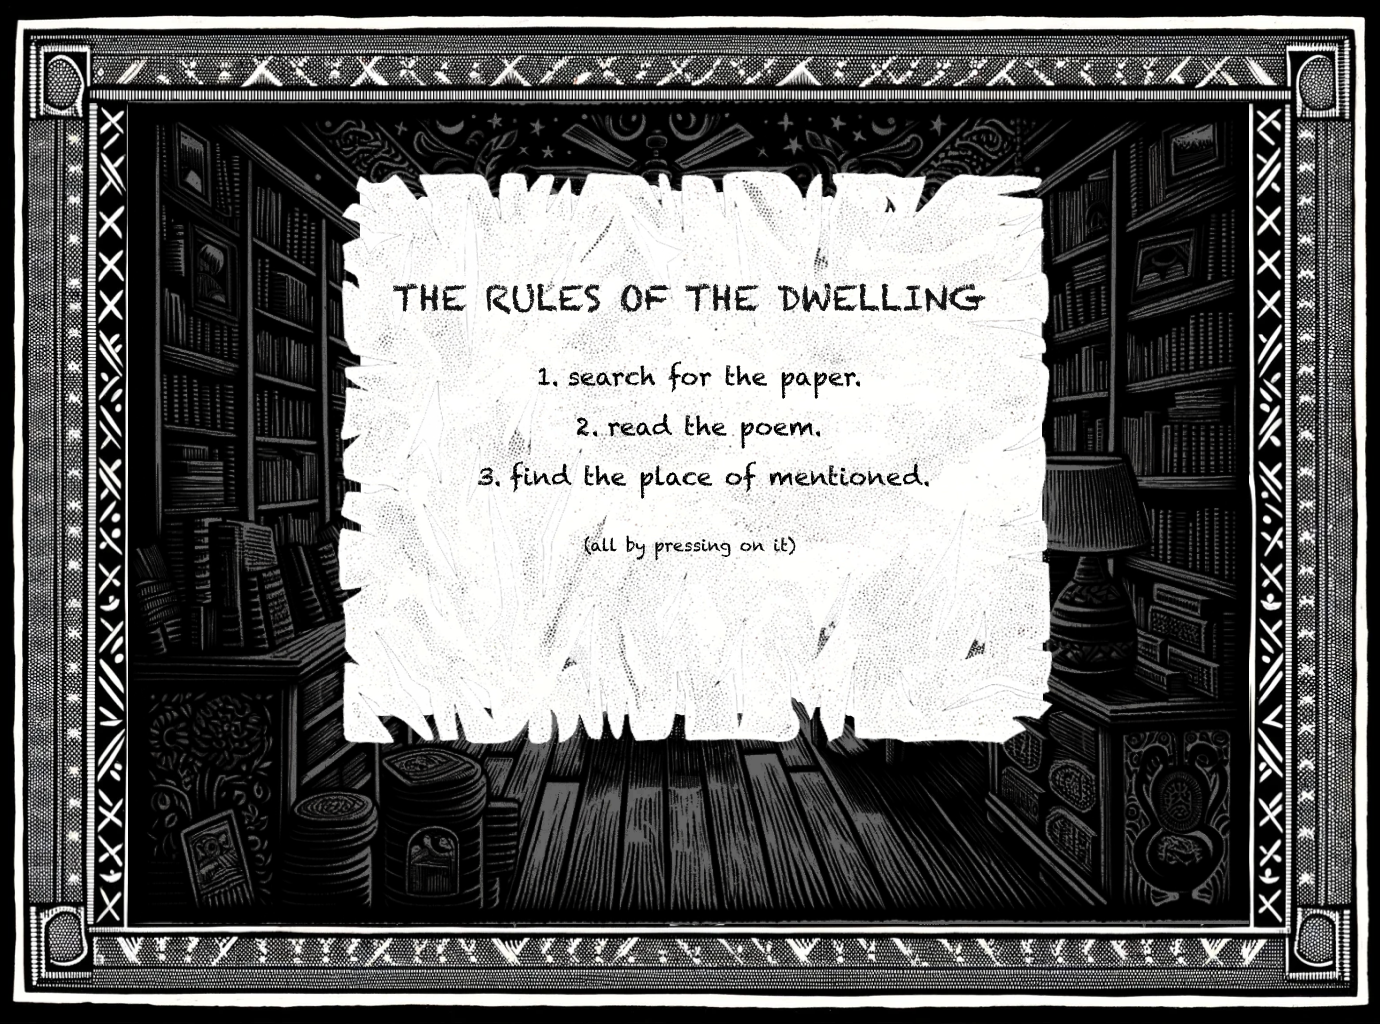 THE RULES OF THE DWELLING
1. search for the paper.
2. read the poem.
3. find the place of mentioned.
(all by pressing on it)